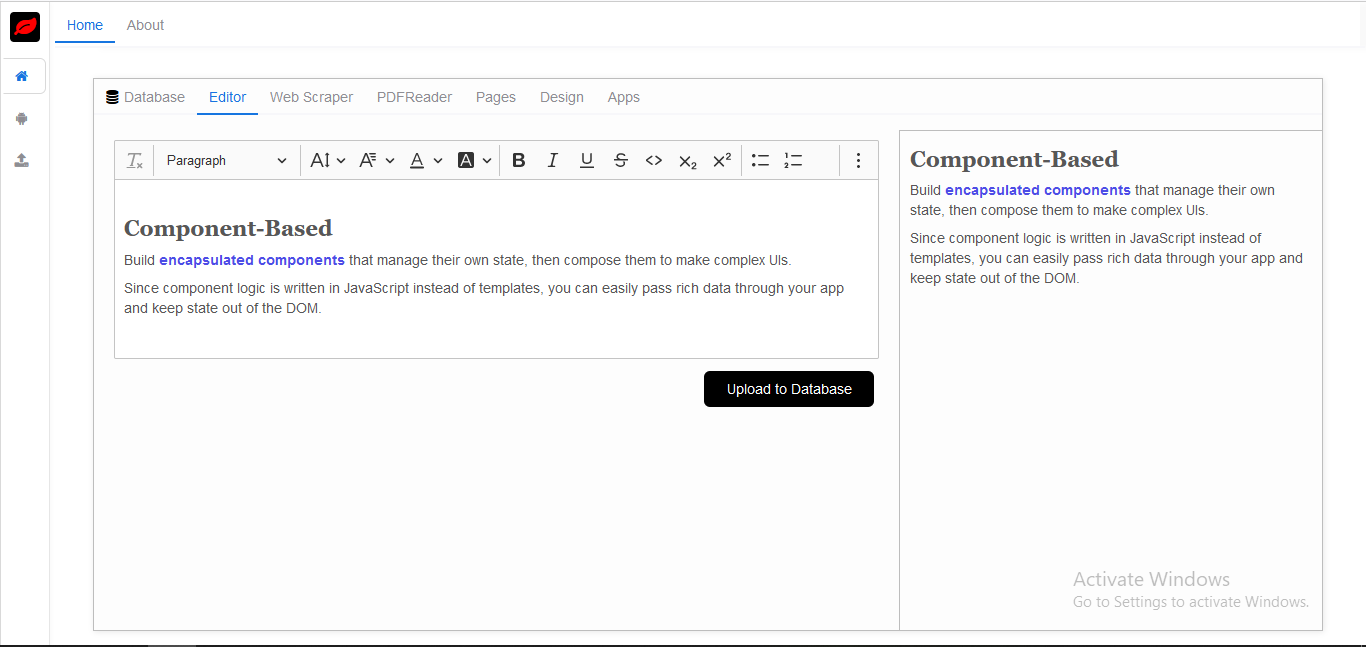 Home About
Database Editor Web Scraper PDFReader Pages Design Apps
Paragraph
Component-Based
Build encapsulated components that manage their own state, then compose them to make complex UIs.
Since component logic is written in JavaScript instead of templates, you can easily pass rich data through your app
and keep state out of the DOM.
Upload to Database
Component-Based
Build encapsulated components that manage their own
state, then compose them to make complex UIs.
Since component logic is written in JavaScript instead of
templates, you can easily pass rich data through your app and
keep state out of the DOM.
Activate Windows
Go to Settings to activate Windows.